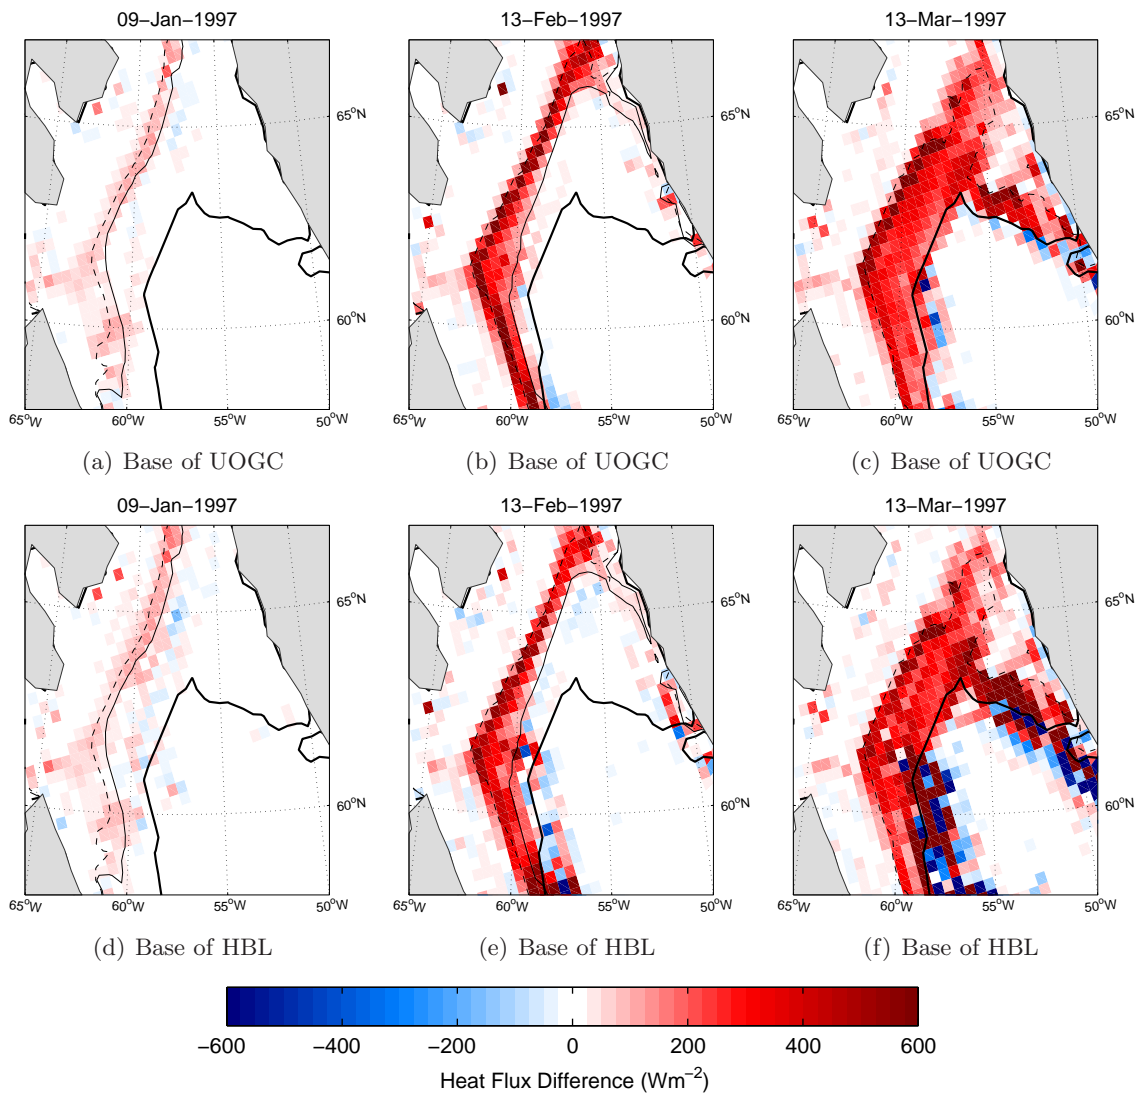 09−Jan−1997 13−Feb−1997 13−Mar−1997
65°N 65°N 65°N
60°N 60°N 60°N
65°W 60°W 55°W 50°W 65°W 60°W 55°W 50°W 65°W 60°W 55°W 50°W
(a) Base of UOGC (b) Base of UOGC (c) Base of UOGC
09−Jan−1997 13−Feb−1997 13−Mar−1997
65°N 65°N 65°N
60°N 60°N 60°N
65°W 60°W 55°W 50°W 65°W 60°W 55°W 50°W 65°W 60°W 55°W 50°W
(d) Base of HBL (e) Base of HBL (f) Base of HBL
−600 −400 −200 0 200 400 600
Heat Flux Difference (Wm⁻²)